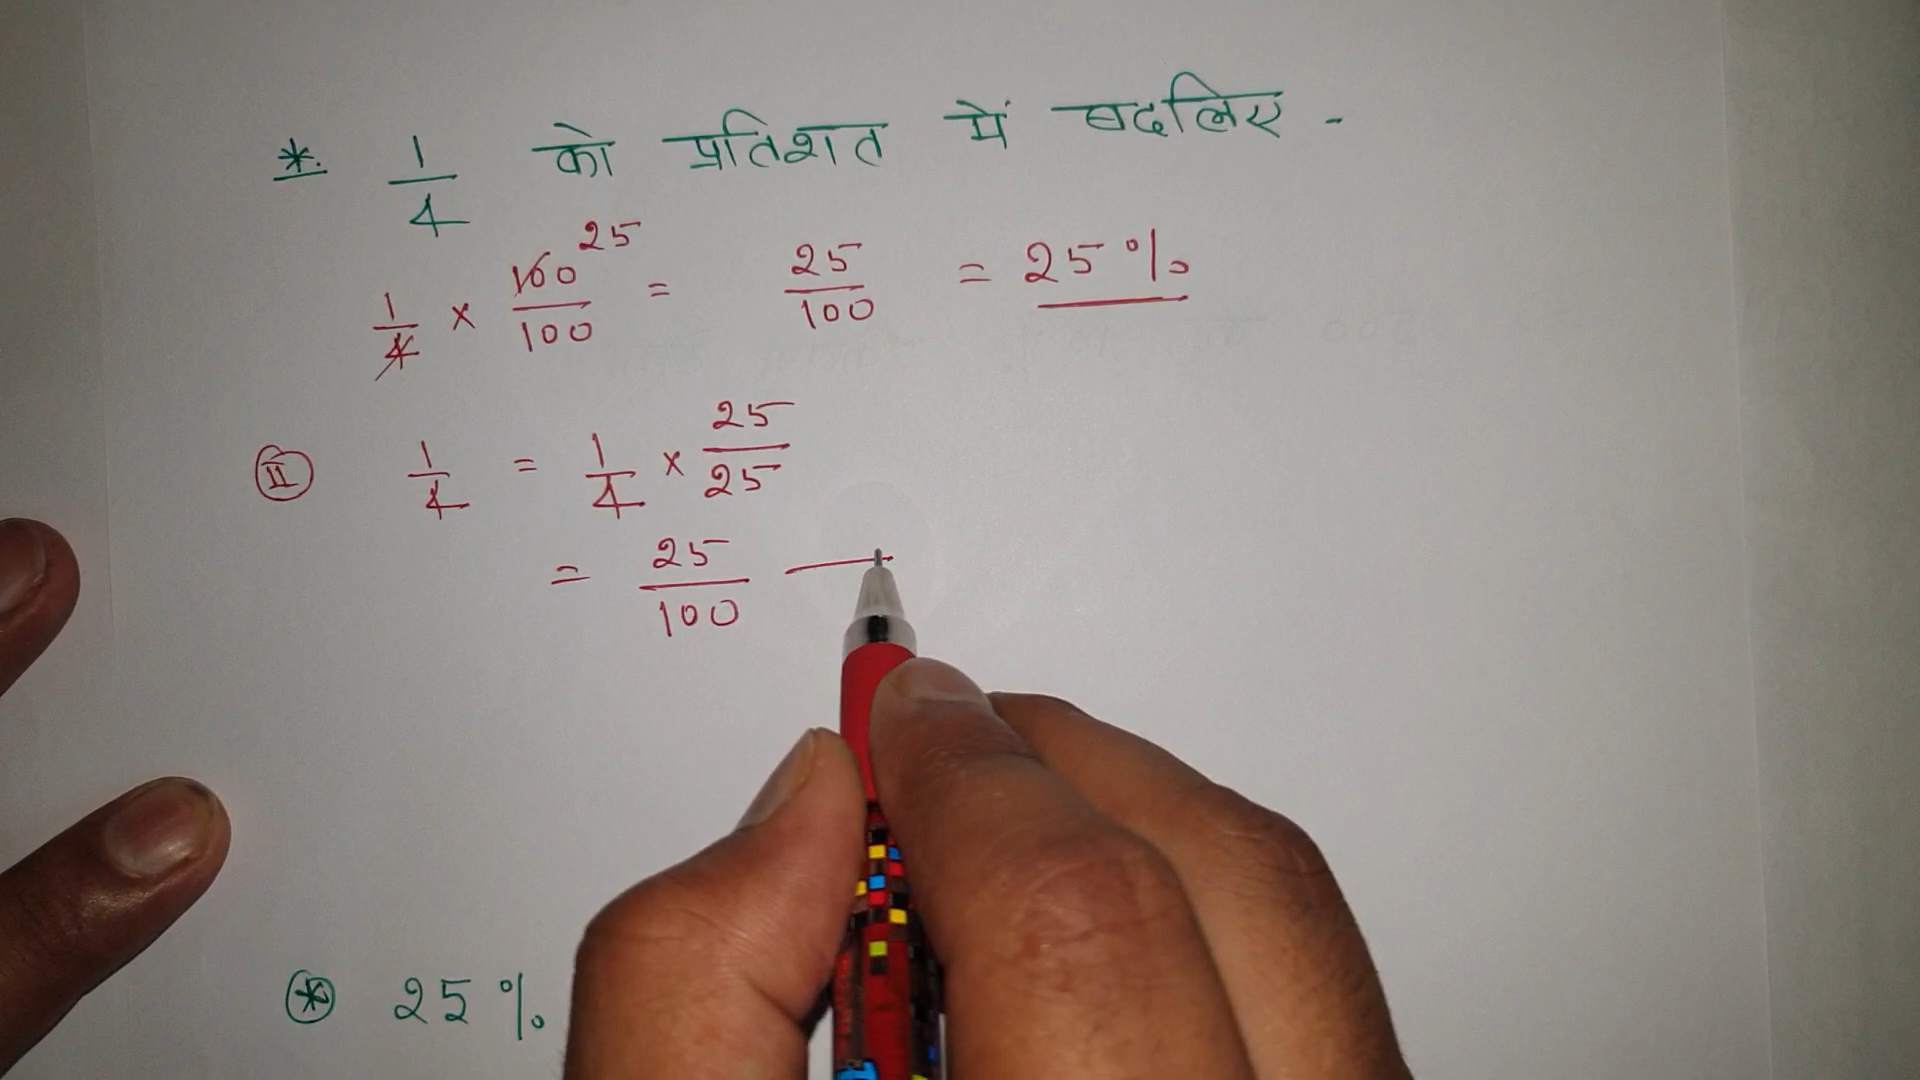 *. 1/4 को प्रतिशत में बदलिए -
1/4 × 100/100 25 = 25/100 = 25%
II 1/4 = 1/4 × 25/25
= 25/100
* 25%